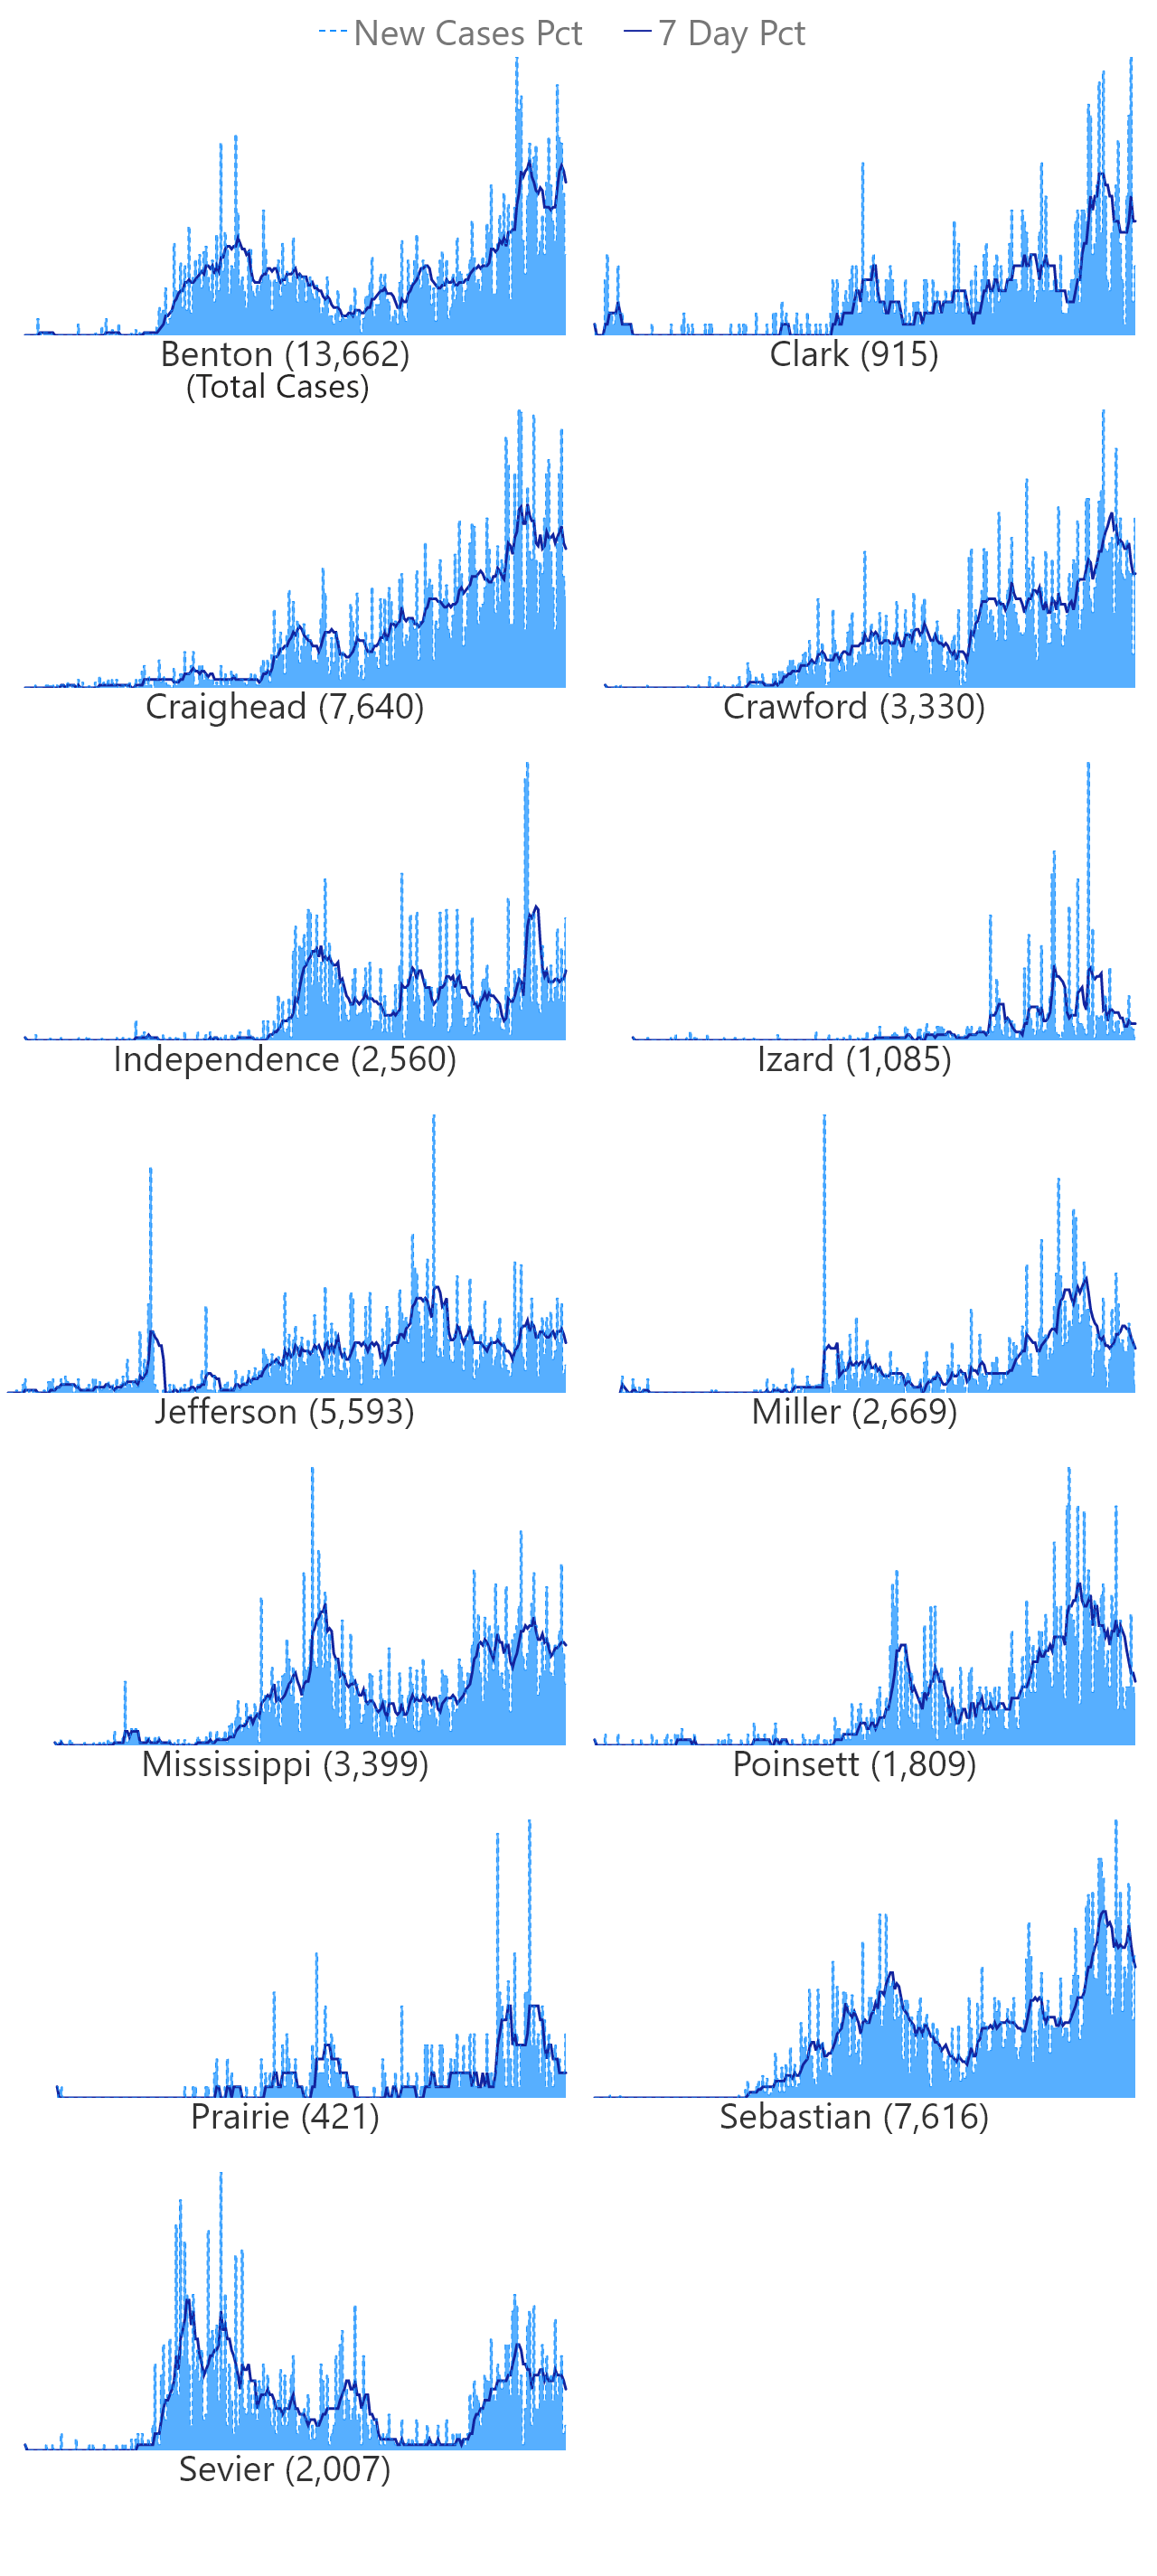 New Cases Pct 7 Day Pct
Benton (13,662) Clark (915)
(Total Cases)
Craighead (7,640) Crawford (3,330)
Independence (2,560) Izard (1,085)
Jefferson (5,593) Miller (2,669)
Mississippi (3,399) Poinsett (1,809)
Prairie (421) Sebastian (7,616)
Sevier (2,007)